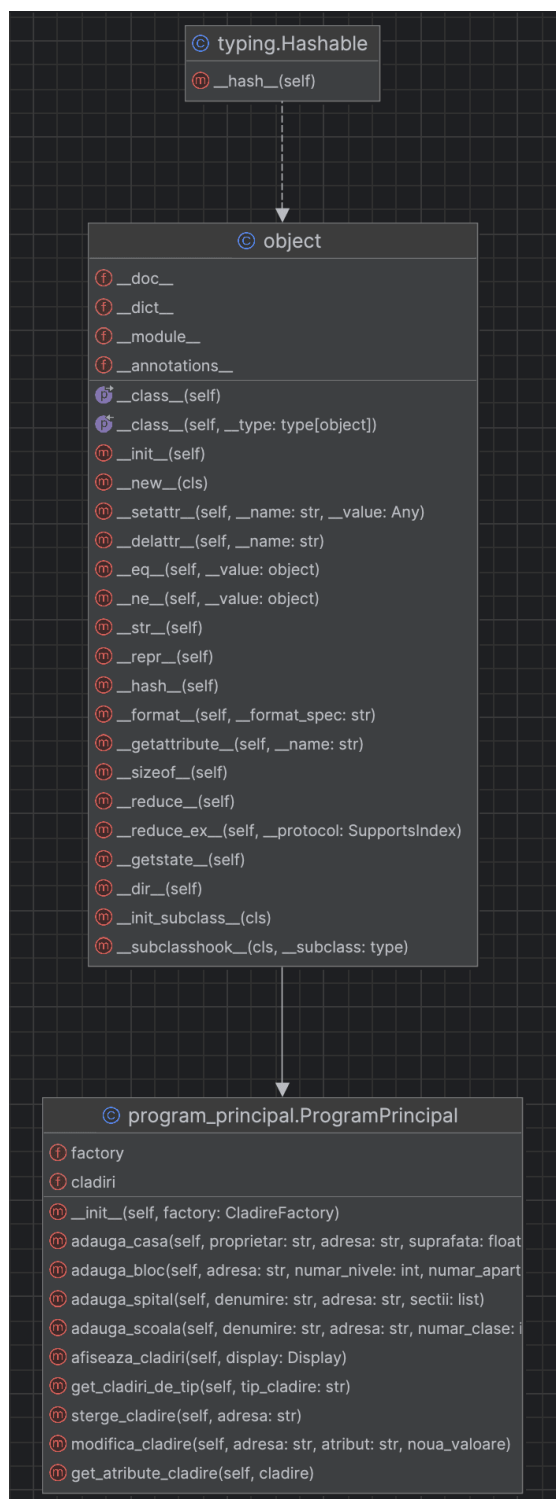 typing.Hashable
__hash__(self)
object
__doc__
__dict__
__module__
__annotations__
__class__(self)
__class__(self, __type: type[object])
__init__(self)
__new__(cls)
__setattr__(self, __name: str, __value: Any)
__delattr__(self, __name: str)
__eq__(self, __value: object)
__ne__(self, __value: object)
__str__(self)
__repr__(self)
__hash__(self)
__format__(self, __format_spec: str)
__getattribute__(self, __name: str)
__sizeof__(self)
__reduce__(self)
__reduce_ex__(self, __protocol: SupportsIndex)
__getstate__(self)
__dir__(self)
__init_subclass__(cls)
__subclasshook__(cls, __subclass: type)
program_principal.ProgramPrincipal
factory
cladiri
__init__(self, factory: CladireFactory)
adauga_casa(self, proprietar: str, adresa: str, suprafata: float
adauga_bloc(self, adresa: str, numar_nivele: int, numar_apart
adauga_spital(self, denumire: str, adresa: str, sectii: list)
adauga_scoala(self, denumire: str, adresa: str, numar_clase: i
afiseaza_cladiri(self, display: Display)
get_cladiri_de_tip(self, tip_cladire: str)
sterge_cladire(self, adresa: str)
modifica_cladire(self, adresa: str, atribut: str, noua_valoare)
get_atribute_cladire(self, cladire)